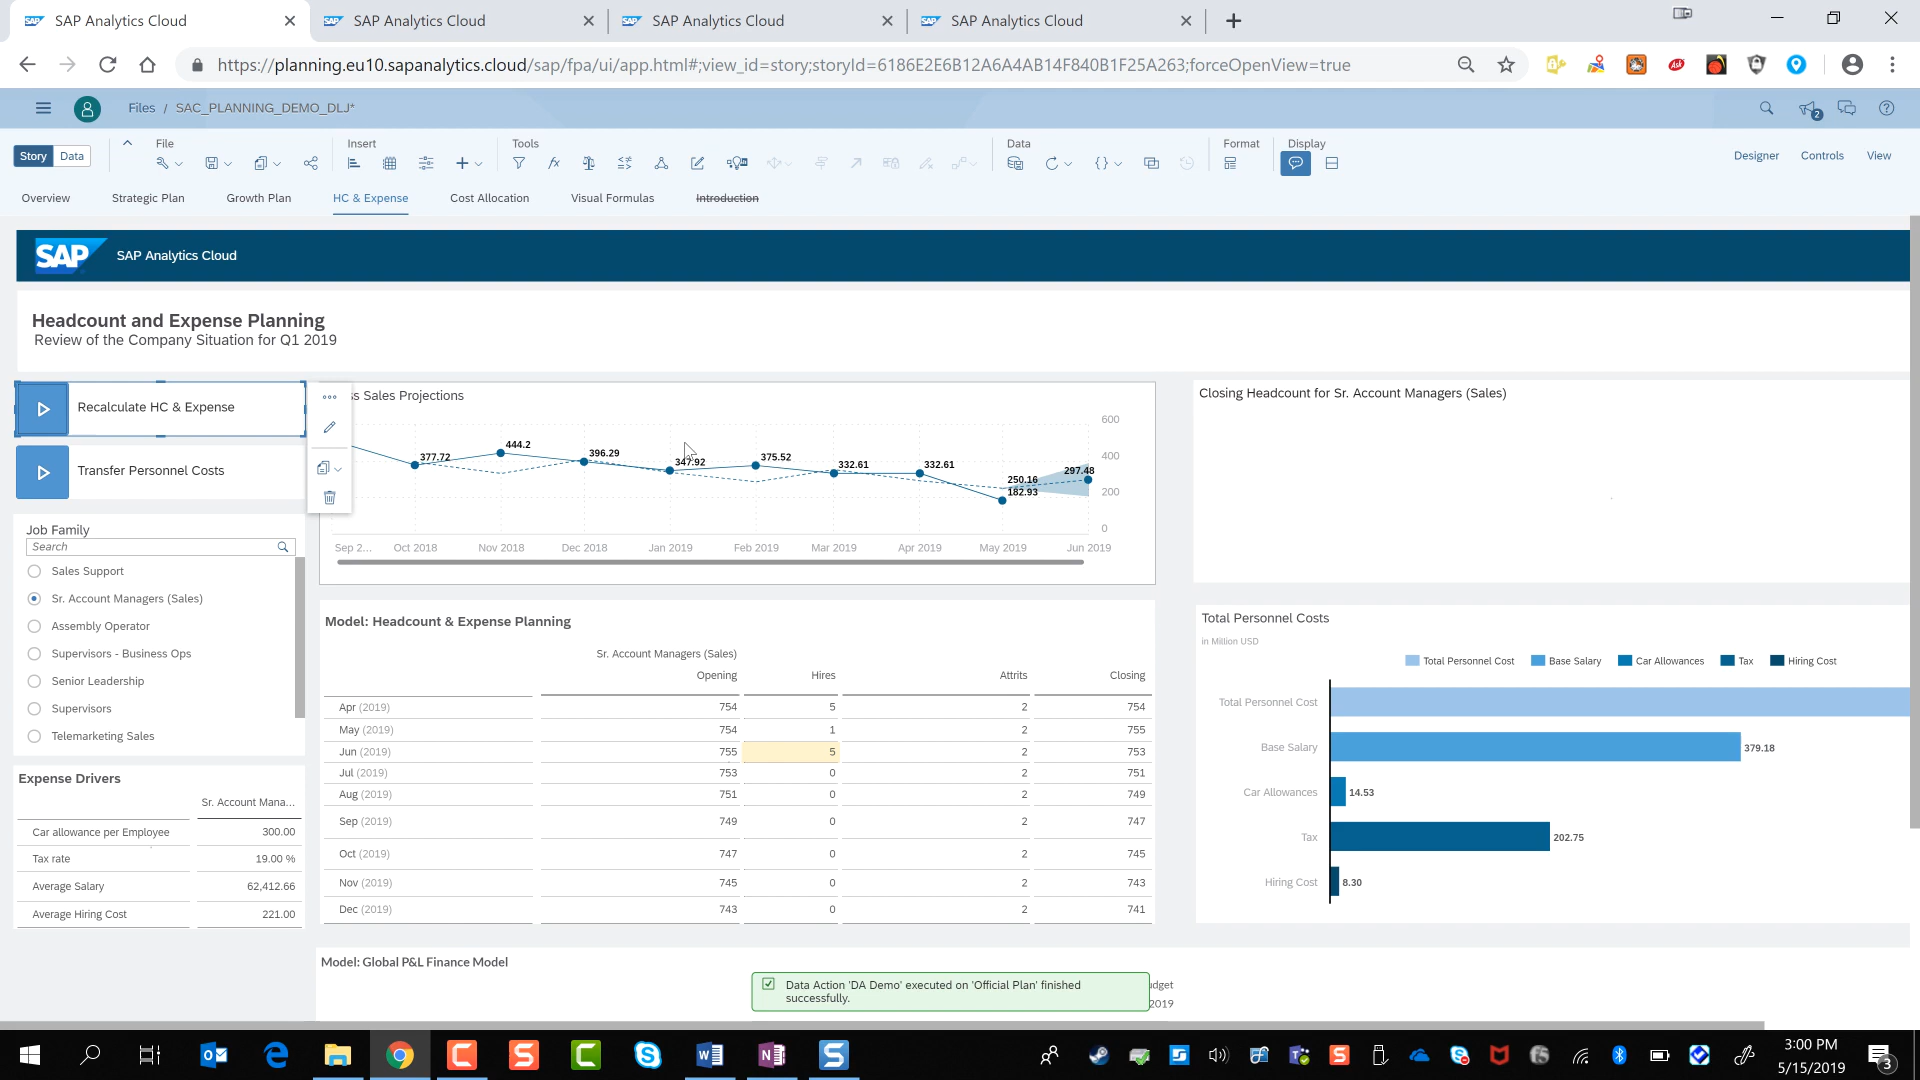 SAP Analytics Cloud
SAP Analytics Cloud
SAP Analytics Cloud
SAP Analytics Cloud
https://planning.eu10.sapanalytics.cloud/sap/fpa/ui/app.html#;view_id=story;storyId=6186E2E6B12A6A4AB14F840B1F25A263;forceOpenView=true
Files / SAC_PLANNING_DEMO_DLJ*
2
Story Data
File
Insert
Tools
Data
Format
Display
Designer Controls View
Overview Strategic Plan Growth Plan HC & Expense Cost Allocation Visual Formulas Introduction
SAP SAP Analytics Cloud
Headcount and Expense Planning
Review of the Company Situation for Q1 2019
Recalculate HC & Expense
Transfer Personnel Costs
Job Family
Search
Sales Support
Sr. Account Managers (Sales)
Assembly Operator
Supervisors - Business Ops
Senior Leadership
Supervisors
Telemarketing Sales
Expense Drivers
Sr. Account Mana...
Car allowance per Employee 300.00
Tax rate 19.00 %
Average Salary 62,412.66
Average Hiring Cost 221.00
Sales Projections
377.72 444.2 396.29 347.92 375.52 332.61 332.61 250.16 182.93 297.48
600
400
200
0
Sep 2... Oct 2018 Nov 2018 Dec 2018 Jan 2019 Feb 2019 Mar 2019 Apr 2019 May 2019 Jun 2019
Model: Headcount & Expense Planning
Sr. Account Managers (Sales)
Opening Hires Attrits Closing
Apr (2019) 754 5 2 754
May (2019) 754 1 2 755
Jun (2019) 755 5 2 753
Jul (2019) 753 0 2 751
Aug (2019) 751 0 2 749
Sep (2019) 749 0 2 747
Oct (2019) 747 0 2 745
Nov (2019) 745 0 2 743
Dec (2019) 743 0 2 741
Closing Headcount for Sr. Account Managers (Sales)
Total Personnel Costs
in Million USD
Total Personnel Cost Base Salary Car Allowances Tax Hiring Cost
Total Personnel Cost
Base Salary 379.18
Car Allowances 14.53
Tax 202.75
Hiring Cost 8.30
Model: Global P&L Finance Model
Data Action 'DA Demo' executed on 'Official Plan' finished
successfully.
2019
3:00 PM
5/15/2019
3